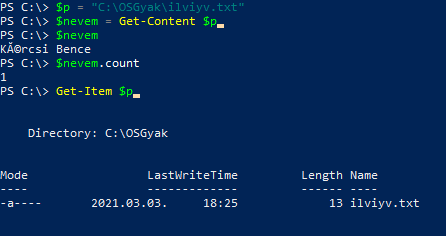 PS C:\> $p = "C:\OSGyak\ilviyv.txt"
PS C:\> $nevem = Get-Content $p
PS C:\> $nevem
KĂ©rcsi Bence
PS C:\> $nevem.count
1
PS C:\> Get-Item $p
Directory: C:\OSGyak
Mode LastWriteTime Length Name
---- ------------- ------ ----
-a---- 2021.03.03. 18:25 13 ilviyv.txt